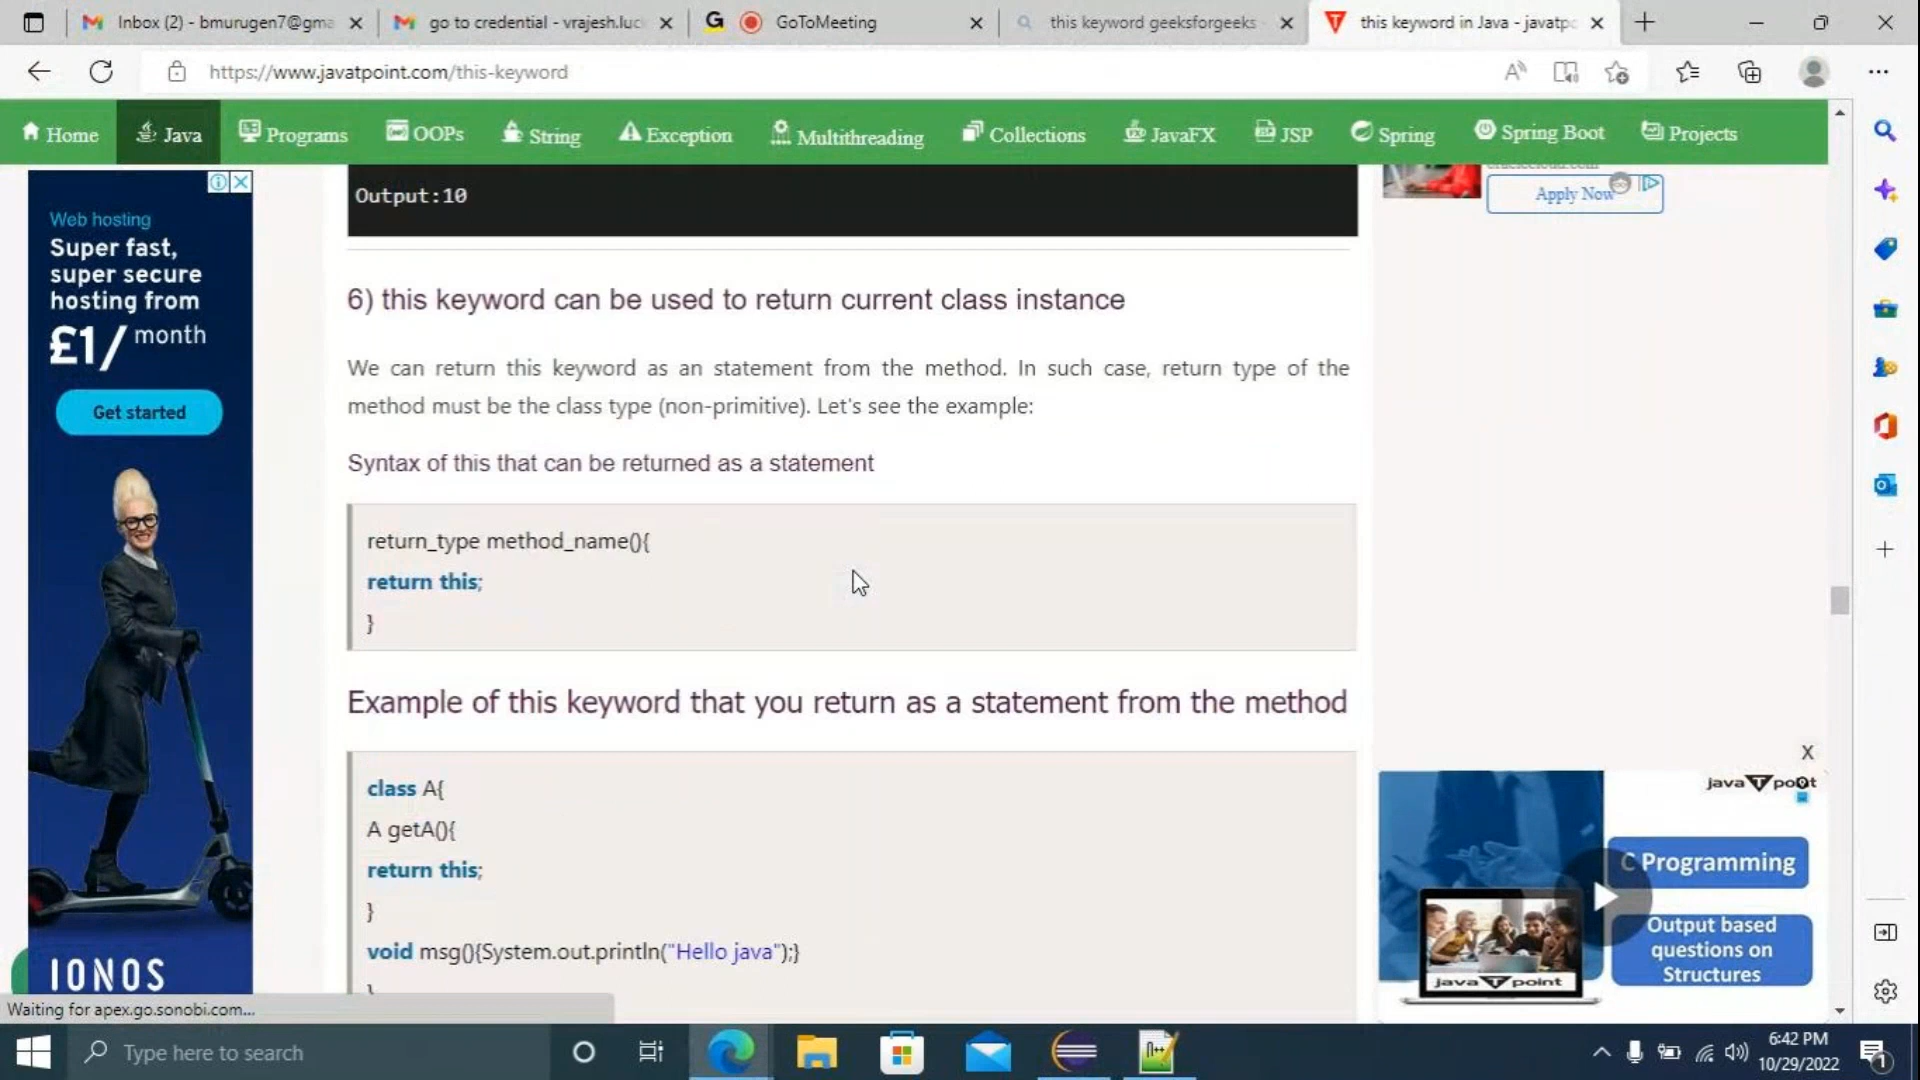 Inbox (2) - bmurugen7@gma
go to credential - vrajesh.luc
G
GoToMeeting
this keyword geeksforgeeks
this keyword in Java - javatpo
https://www.javatpoint.com/this-keyword
Home
Java
Programs
OOPs
String
Exception
Multithreading
Collections
JavaFX
JSP
Spring
Spring Boot
Projects
Web hosting
Super fast,
super secure
hosting from
£1/ month
Get started
IONOS
Output:10
6) this keyword can be used to return current class instance
We can return this keyword as an statement from the method. In such case, return type of the
method must be the class type (non-primitive). Let's see the example:
Syntax of this that can be returned as a statement
return_type method_name(){
return this;
}
Example of this keyword that you return as a statement from the method
class A{
A getA(){
return this;
}
void msg(){System.out.println("Hello java");}
}
Apply Now
X
java T point
C Programming
Output based
questions on
Structures
java T point
Waiting for apex.go.sonobi.com...
Type here to search
6:42 PM
10/29/2022
1